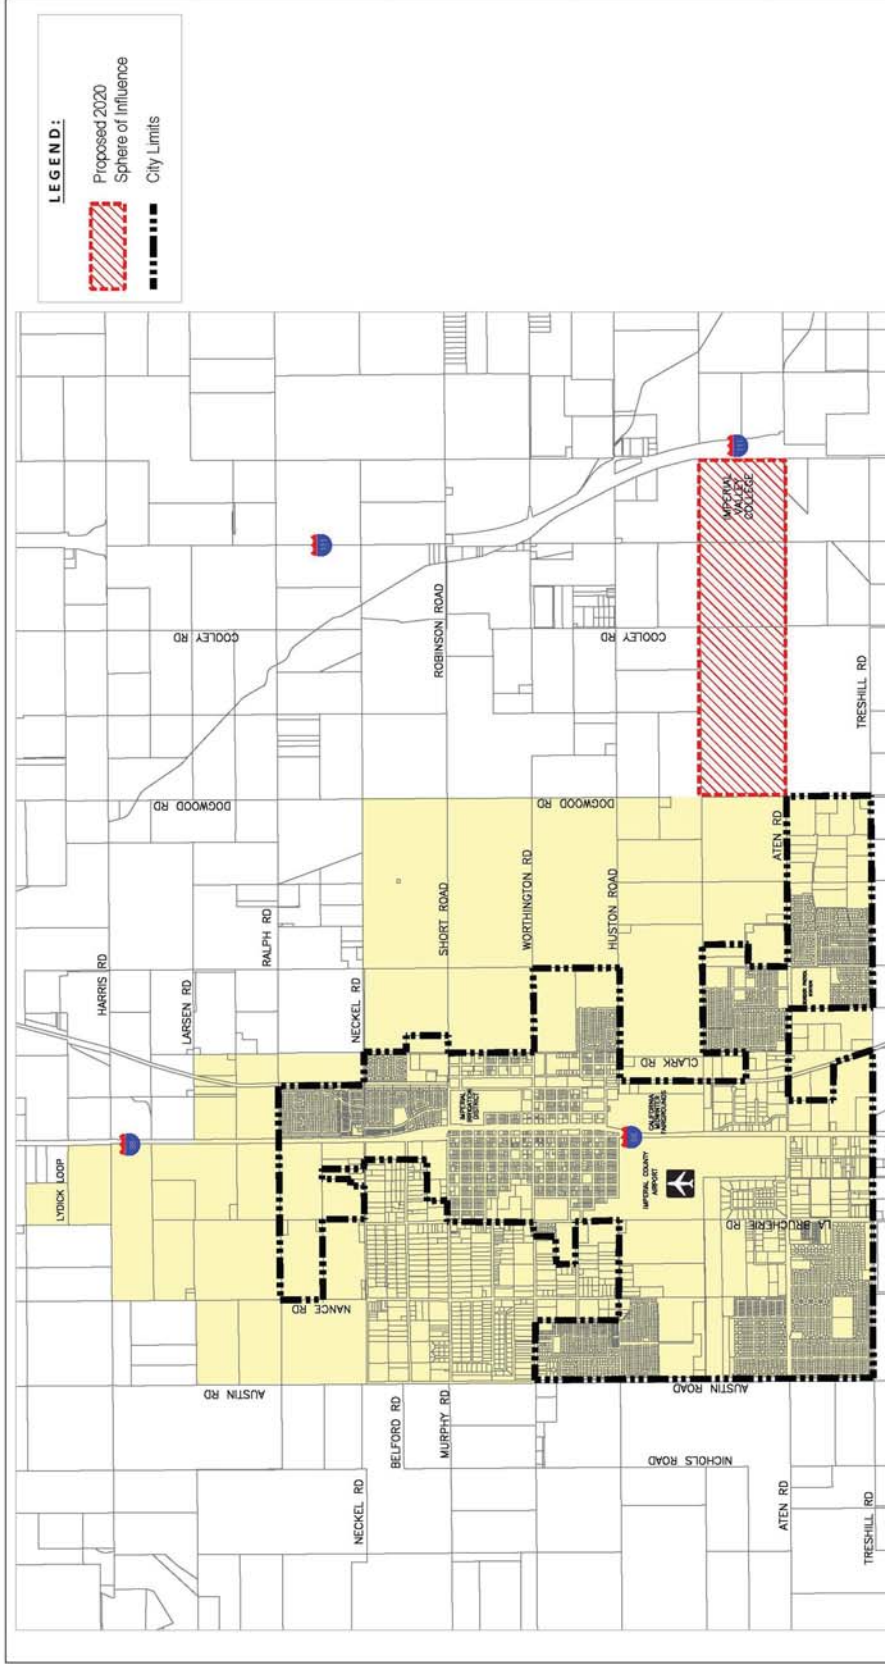 LEGEND:
Proposed 2020
Sphere of Influence
City Limits
LYDICK LOOP
HARRIS RD
LARSEN RD
RALPH RD
NECKEL RD
NECKEL RD
AUSTIN RD
NANCE RD
DOGWOOD RD
COOLEY RD
BELFORD RD
MURPHY RD
SHORT ROAD
ROBINSON ROAD
IMPERIAL
IRRIGATION
DISTRICT
WORTHINGTON RD
DOGWOOD RD
COOLEY RD
HUSTON ROAD
IMPERIAL COUNTY
AIRPORT
CALIFORNIA
MIDWINTER
FAIRGROUNDS
CLARK RD
NICHOLS ROAD
AUSTIN ROAD
LA BRUCHERIE RD
IMPERIAL
VALLEY
COLLEGE
ATEN RD
ATEN RD
TRESHILL RD
TRESHILL RD